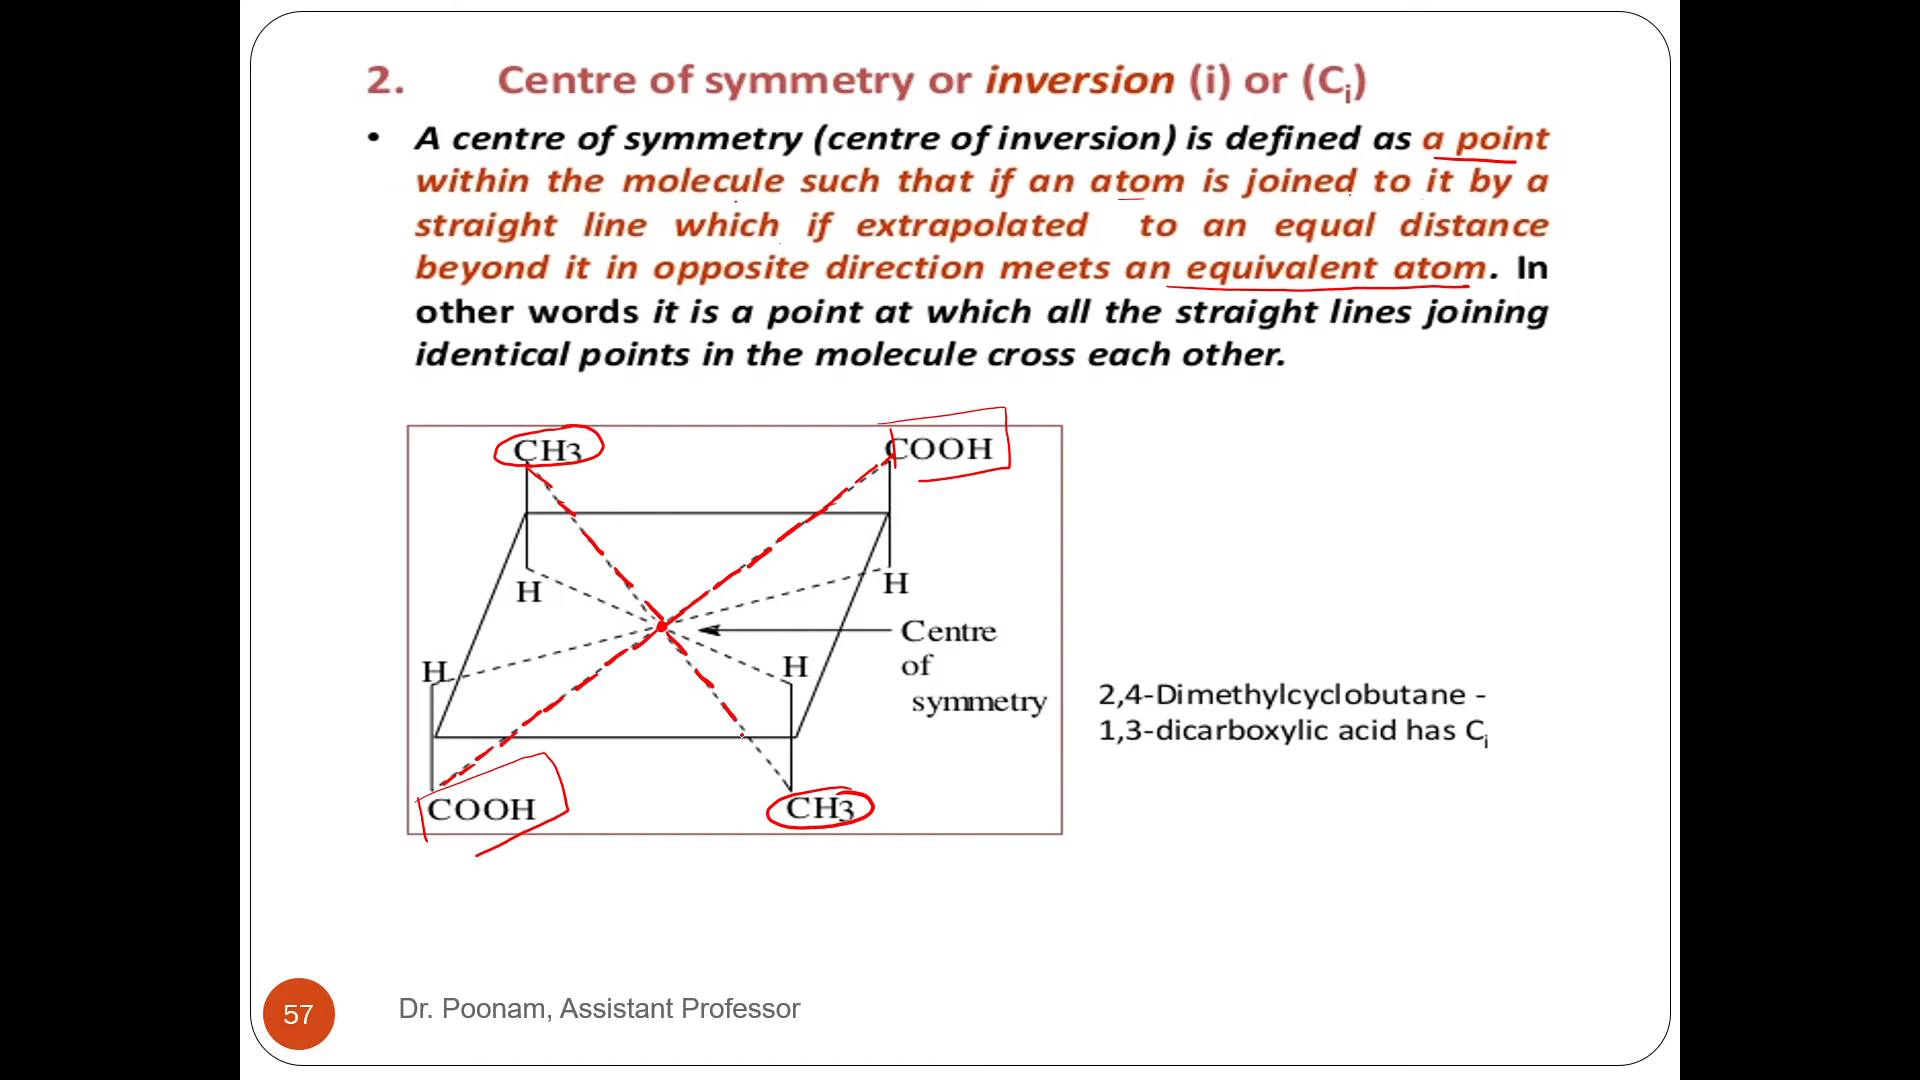 2. Centre of symmetry or inversion (i) or (Ci)
• A centre of symmetry (centre of inversion) is defined as a point
within the molecule such that if an atom is joined to it by a
straight line which if extrapolated to an equal distance
beyond it in opposite direction meets an equivalent atom. In
other words it is a point at which all the straight lines joining
identical points in the molecule cross each other.
CH3
COOH
H
H
Centre
of
symmetry
H
H
COOH
CH3
2,4-Dimethylcyclobutane -
1,3-dicarboxylic acid has Ci
57
Dr. Poonam, Assistant Professor